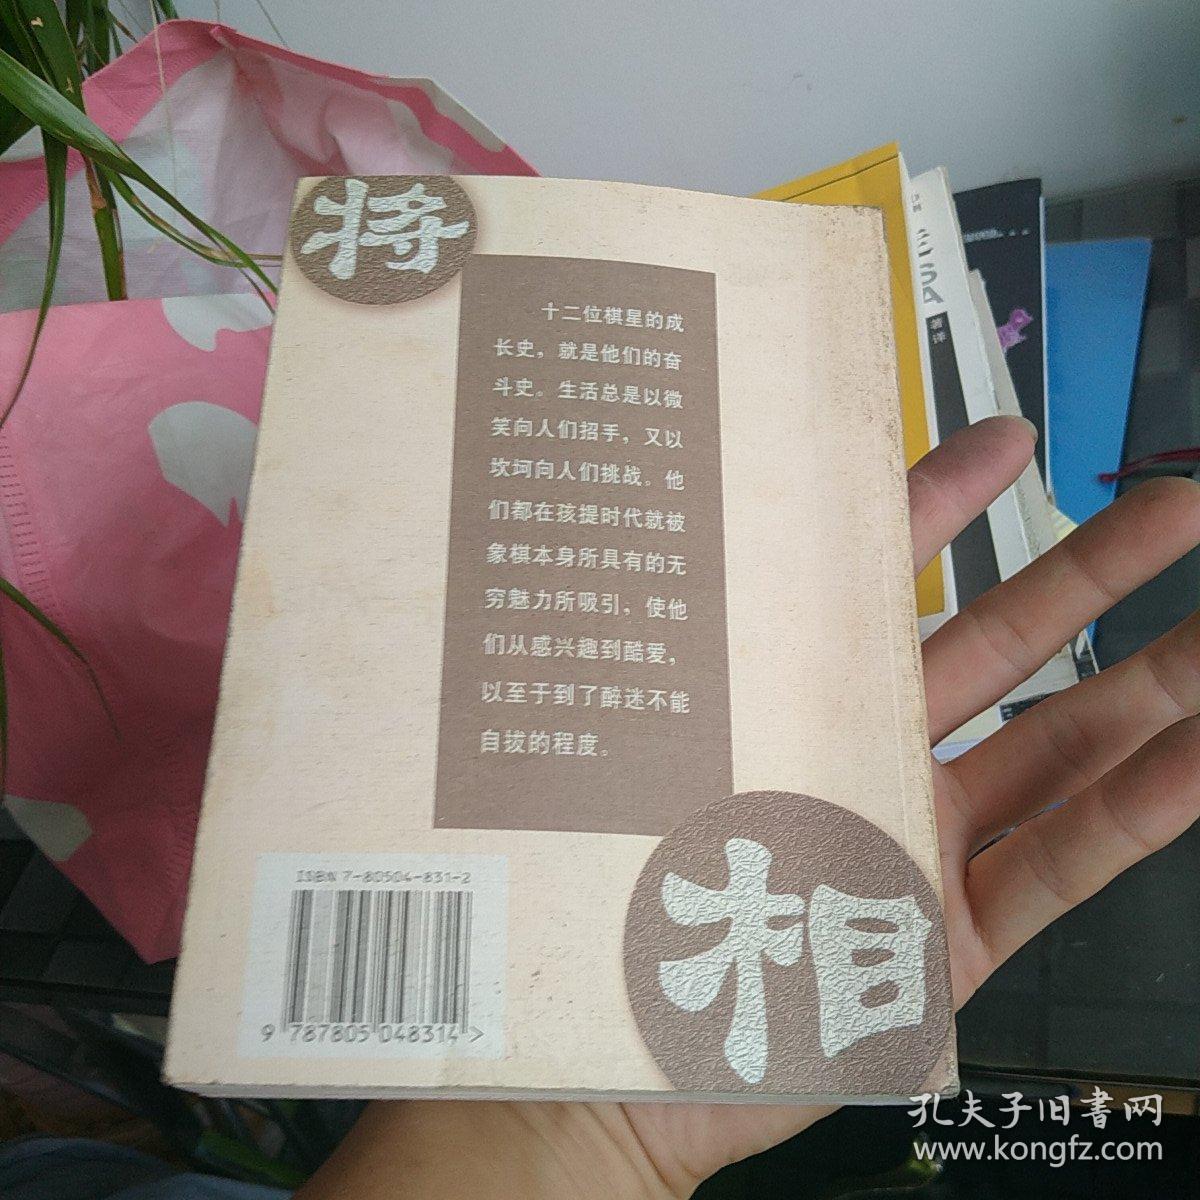 将
十二位棋星的成
长史，就是他们的奋
斗史。生活总是以微
笑向人们招手，又以
坎坷向人们挑战。他
们都在孩提时代就被
象棋本身所具有的无
穷魅力所吸引，使他
们从感兴趣到酷爱，
以至于到了醉迷不能
自拔的程度。
ISBN 7-80504-831-2
9 787805 048314 >
相
著译
孔夫子旧書网
www.kongfz.com